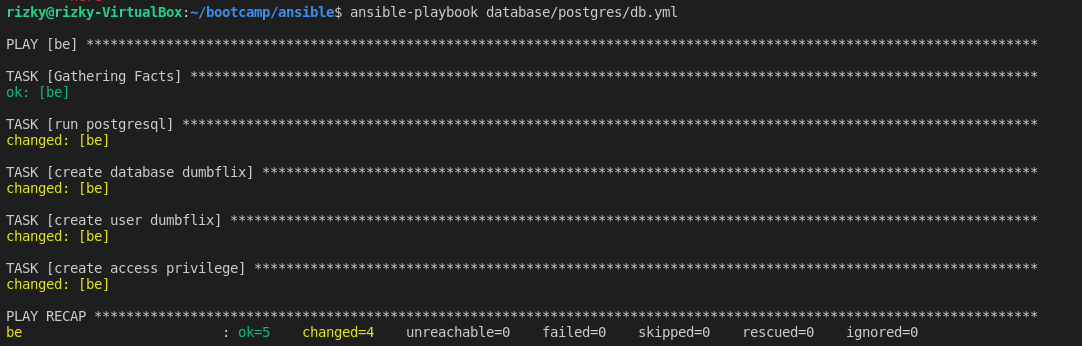 rizky@rizky-VirtualBox:~/bootcamp/ansible$ ansible-playbook database/postgres/db.yml
PLAY [be] ***********************************************************************************************************************
TASK [Gathering Facts] **********************************************************************************************************
ok: [be]
TASK [run postgresql] ***********************************************************************************************************
changed: [be]
TASK [create database dumbflix] *************************************************************************************************
changed: [be]
TASK [create user dumbflix] *****************************************************************************************************
changed: [be]
TASK [create access privilege] **************************************************************************************************
changed: [be]
PLAY RECAP **********************************************************************************************************************
be                         : ok=5    changed=4    unreachable=0    failed=0    skipped=0    rescued=0    ignored=0